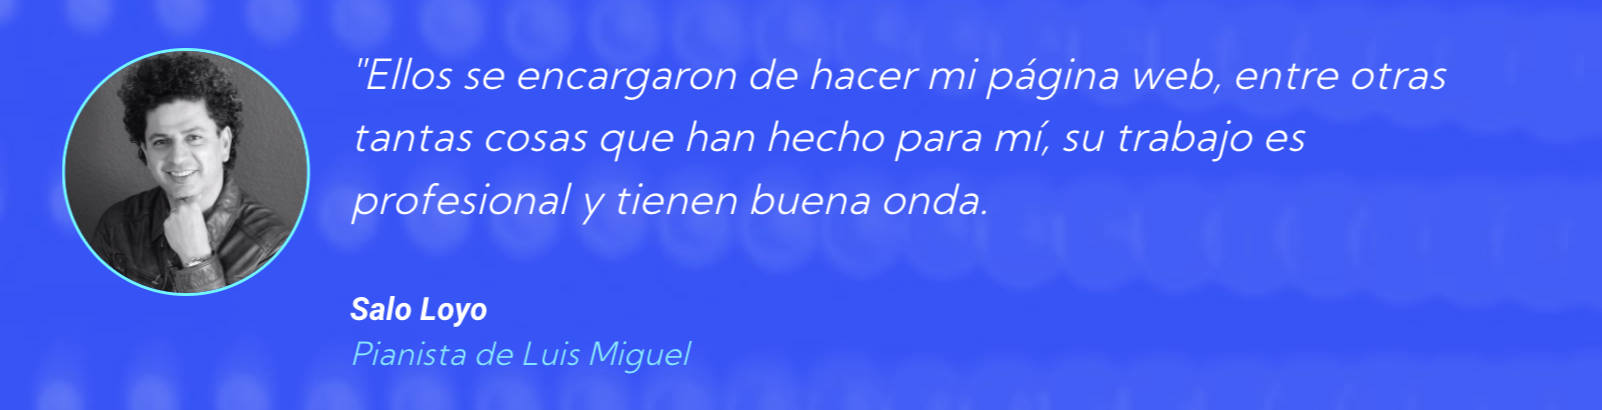 "Ellos se encargaron de hacer mi página web, entre otras
tantas cosas que han hecho para mí, su trabajo es
profesional y tienen buena onda.
Salo Loyo
Pianista de Luis Miguel